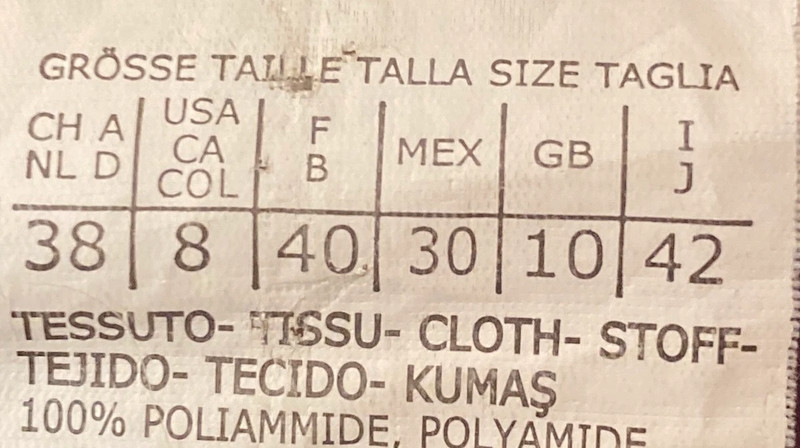 GRÖSSE TAILLE TALLA SIZE TAGLIA
CH A
NL D
USA
CA
COL
F
B
MEX
GB
I
J
38 8 40 30 10 42
TESSUTO- TISSU- CLOTH- STOFF-
TEJIDO- TECIDO- KUMAŞ
100% POLIAMMIDE, POLYAMIDE